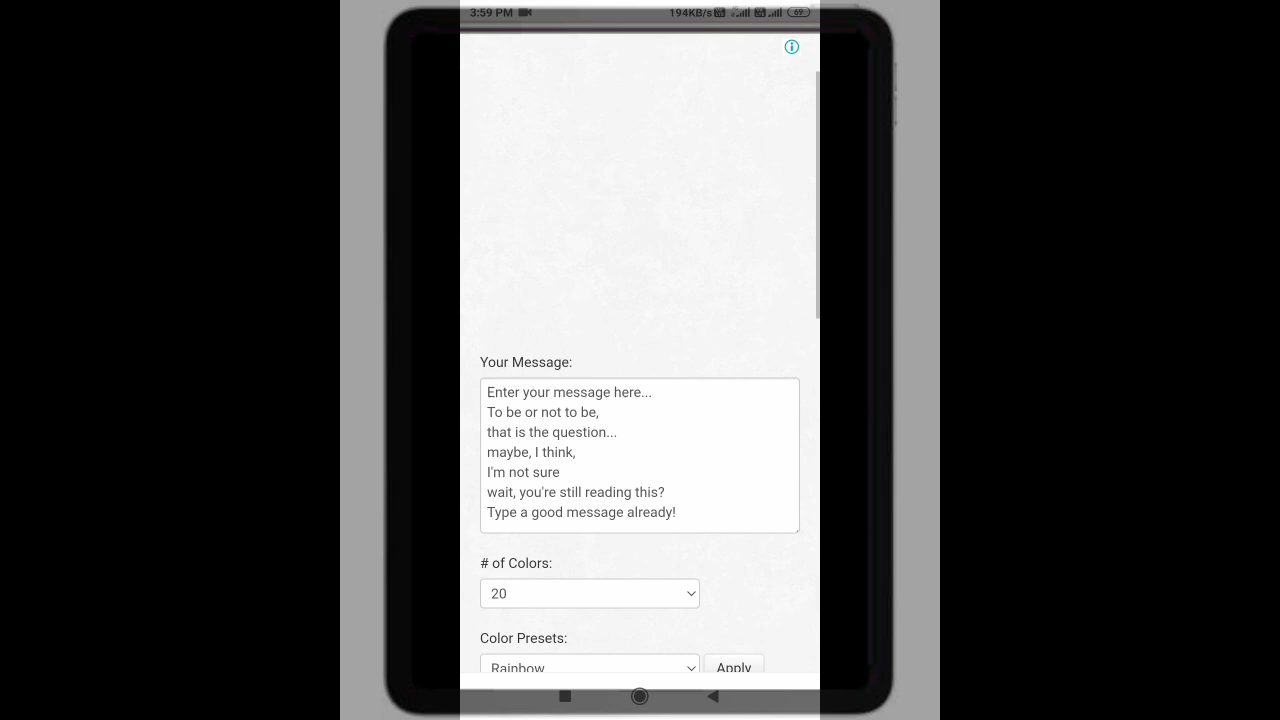 3:59 PM 194KB/s 69
Your Message:
Enter your message here...
To be or not to be,
that is the question...
maybe, I think,
I'm not sure
wait, you're still reading this?
Type a good message already!
# of Colors:
20
Color Presets:
Rainbow Apply